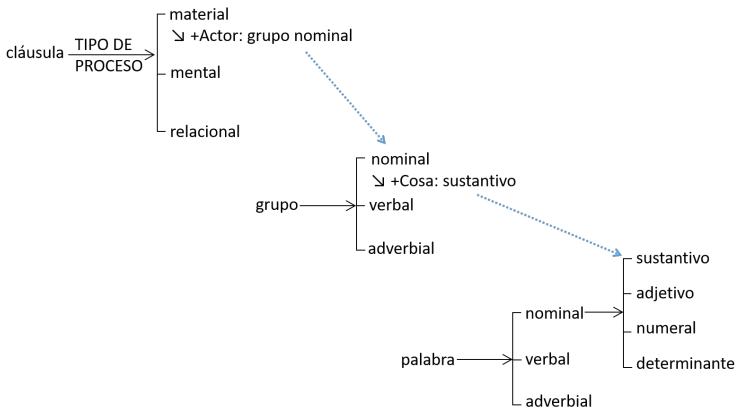 material
↘ +Actor: grupo nominal
cláusula
TIPO DE
PROCESO
mental
relacional
nominal
↘ +Cosa: sustantivo
grupo
verbal
adverbial
sustantivo
adjetivo
nominal
numeral
palabra
verbal
determinante
adverbial